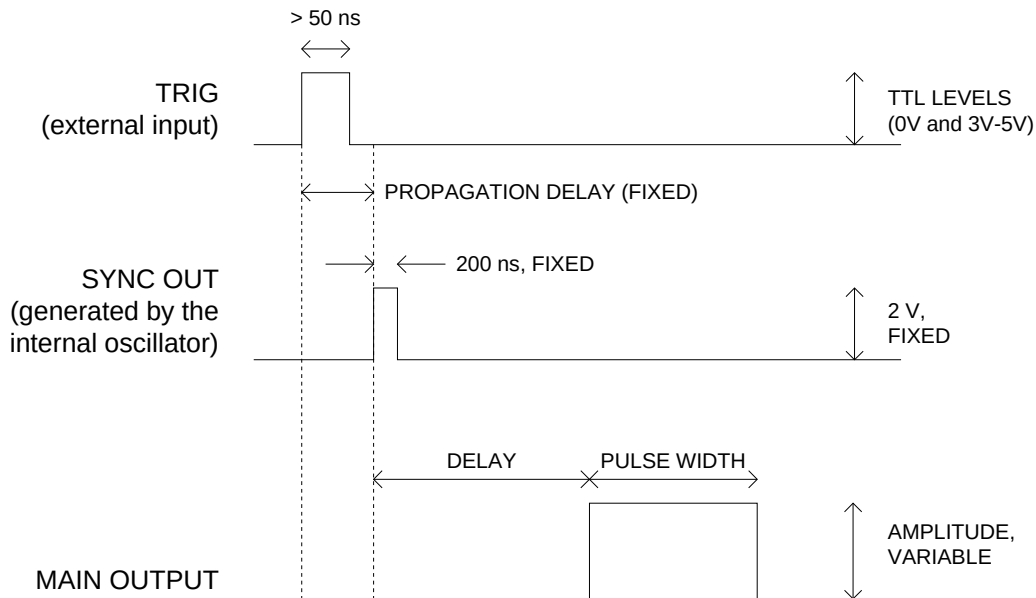 > 50 ns
TRIG
(external input)
TTL LEVELS
(0V and 3V-5V)
PROPAGATION DELAY (FIXED)
200 ns, FIXED
SYNC OUT
(generated by the
internal oscillator)
2 V,
FIXED
DELAY
PULSE WIDTH
AMPLITUDE,
VARIABLE
MAIN OUTPUT